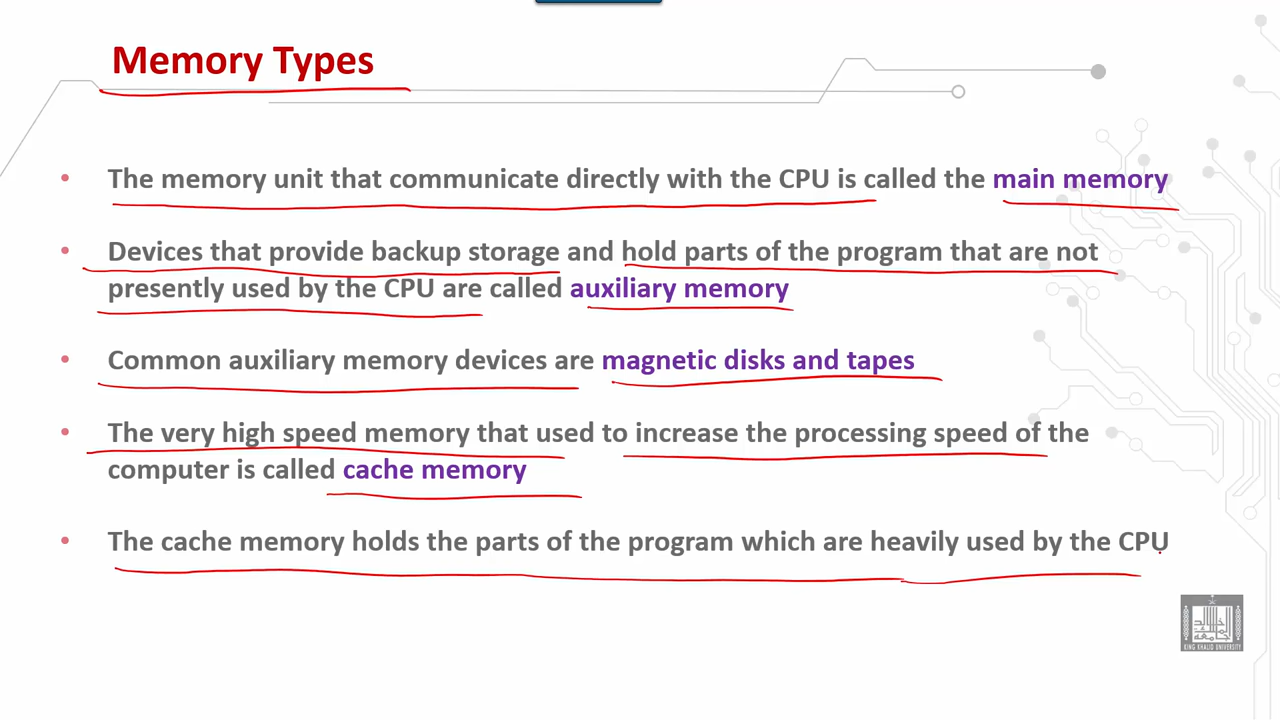 Memory Types
• The memory unit that communicate directly with the CPU is called the main memory
• Devices that provide backup storage and hold parts of the program that are not
presently used by the CPU are called auxiliary memory
• Common auxiliary memory devices are magnetic disks and tapes
• The very high speed memory that used to increase the processing speed of the
computer is called cache memory
• The cache memory holds the parts of the program which are heavily used by the CPU
KING KHALID UNIVERSITY